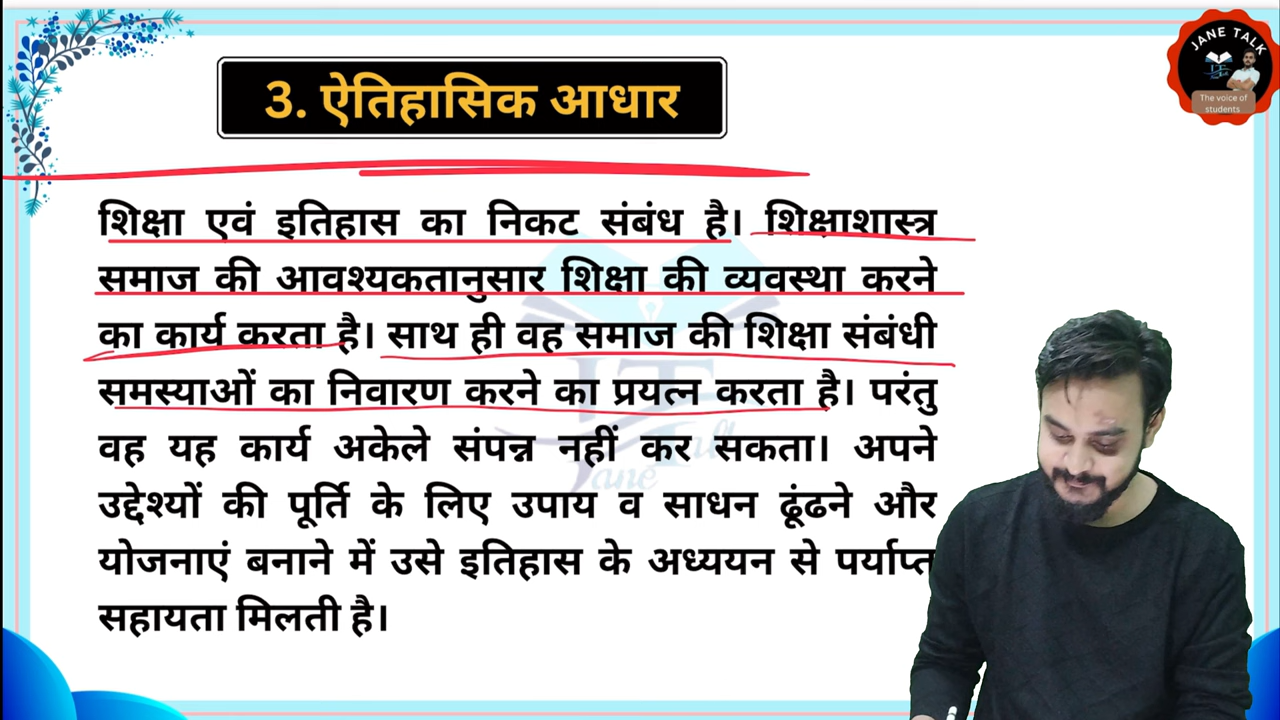 3. ऐतिहासिक आधार
JANE TALK
The voice of
students
शिक्षा एवं इतिहास का निकट संबंध है। शिक्षाशास्त्र
समाज की आवश्यकतानुसार शिक्षा की व्यवस्था करने
का कार्य करता है। साथ ही वह समाज की शिक्षा संबंधी
समस्याओं का निवारण करने का प्रयत्न करता है। परंतु
वह यह कार्य अकेले संपन्न नहीं कर सकता। अपने
उद्देश्यों की पूर्ति के लिए उपाय व साधन ढूंढने और
योजनाएं बनाने में उसे इतिहास के अध्ययन से पर्याप्त
सहायता मिलती है।